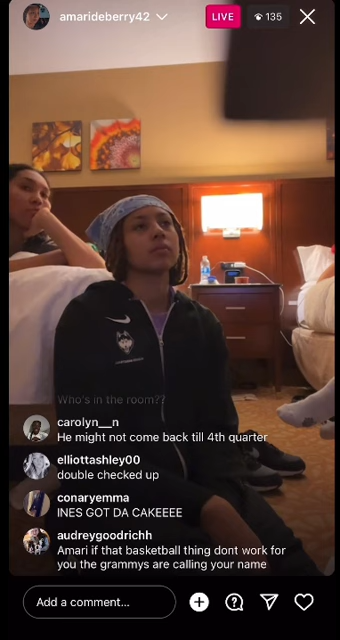 amarideberry42
LIVE
135
Who's in the room??
carolyn__n
He might not come back till 4th quarter
elliottashley00
double checked up
conaryemma
INES GOT DA CAKEEEE
audreygoodrichh
Amari if that basketball thing dont work for
you the grammys are calling your name
Add a comment...